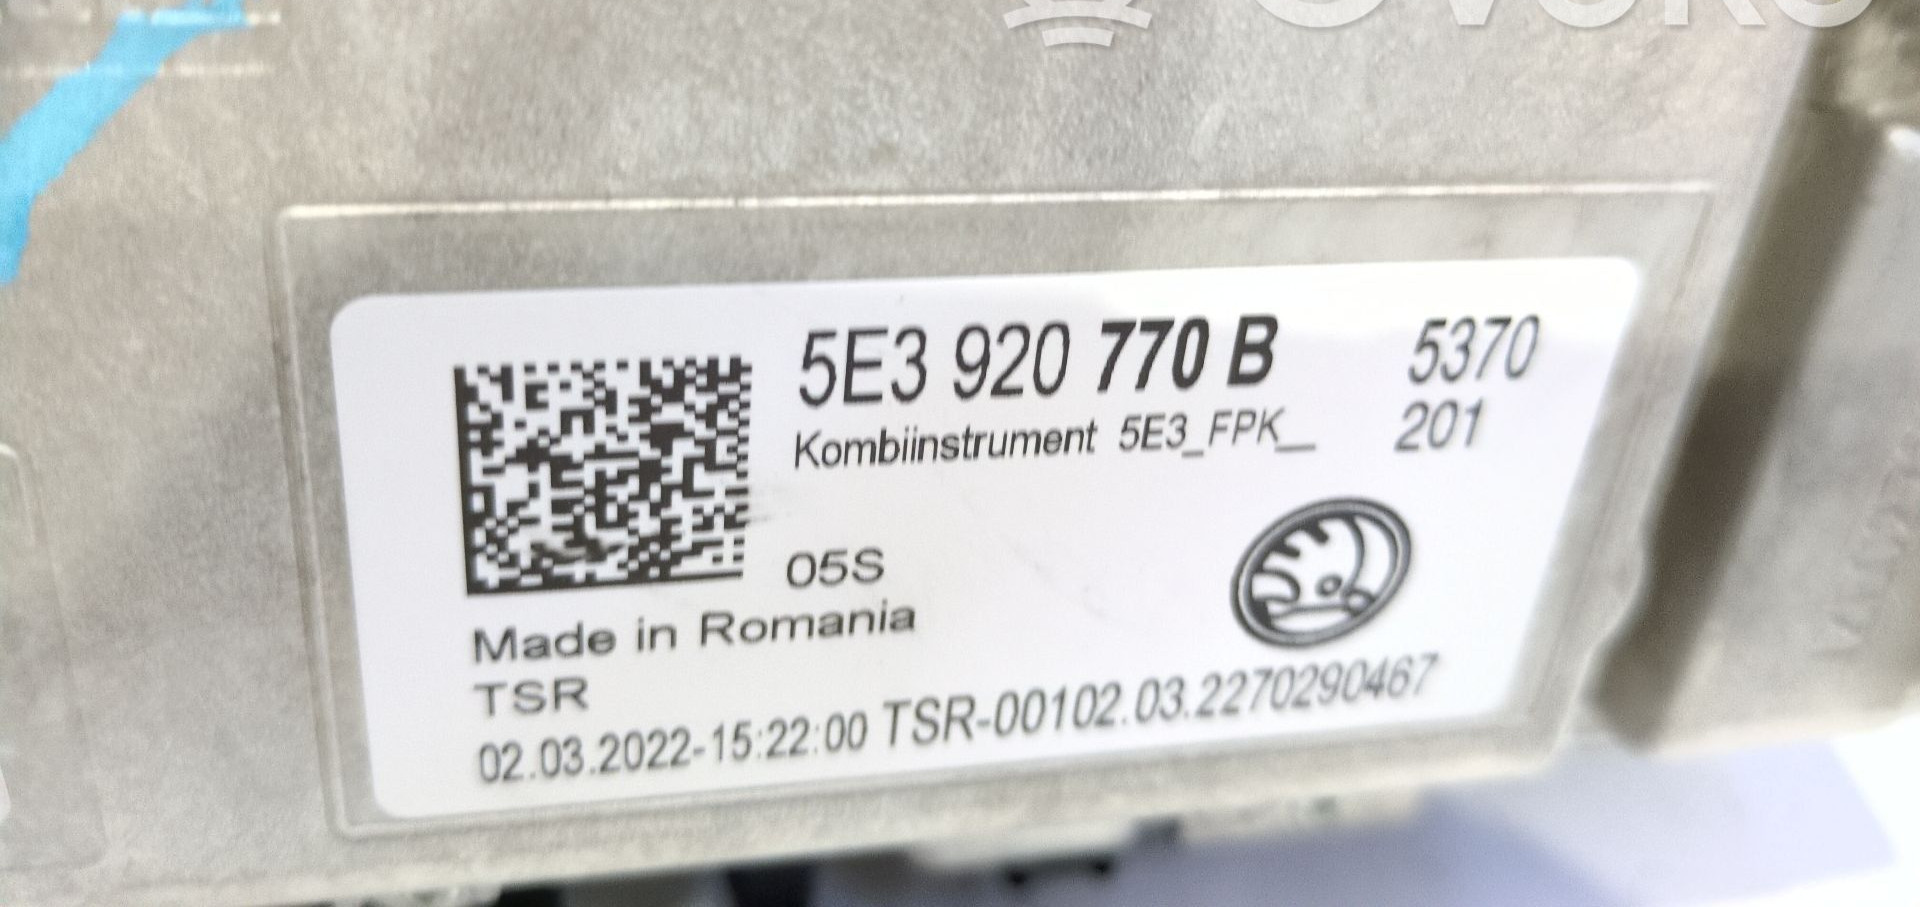 5E3 920 770 B 5370
Kombiinstrument 5E3_FPK_ 201
05S
Made in Romania
TSR
02.03.2022-15:22:00 TSR-00102.03.2270290467